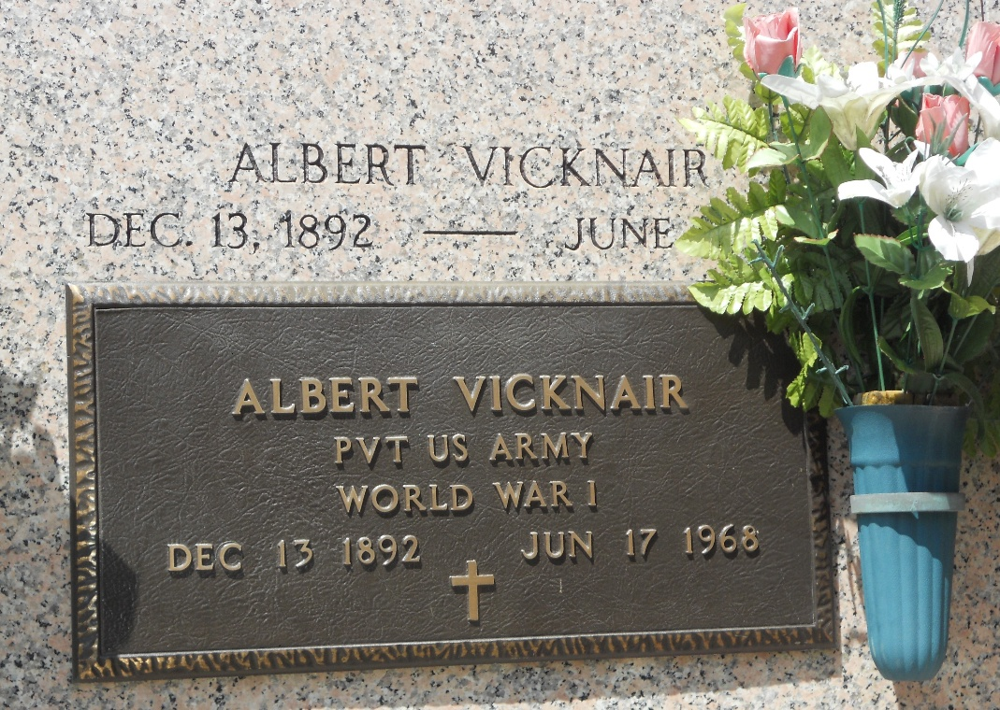 ALBERT VICKNAIR
DEC. 13, 1892 — JUNE
ALBERT VICKNAIR
PVT US ARMY
WORLD WAR I
DEC 13 1892 JUN 17 1968